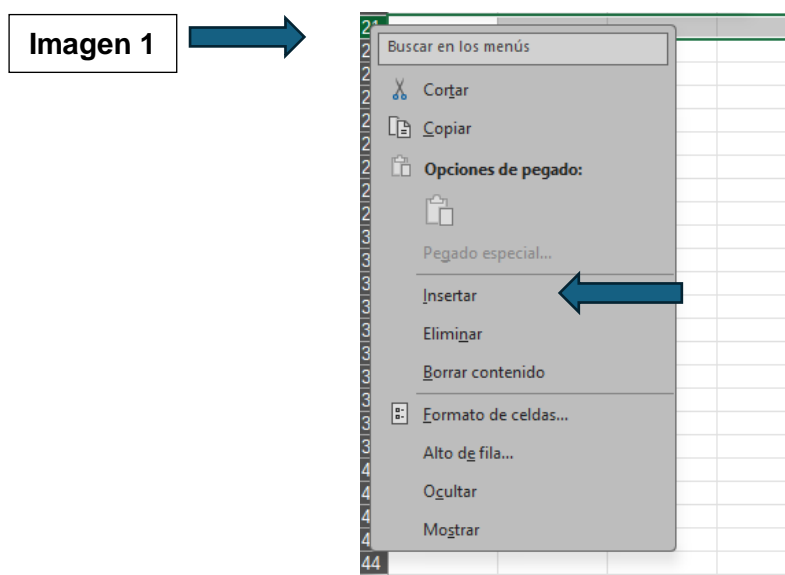 Imagen 1
21
Buscar en los menús
Cortar
Copiar
Opciones de pegado:
Pegado especial...
Insertar
Eliminar
Borrar contenido
Formato de celdas...
Alto de fila...
Ocultar
Mostrar
44